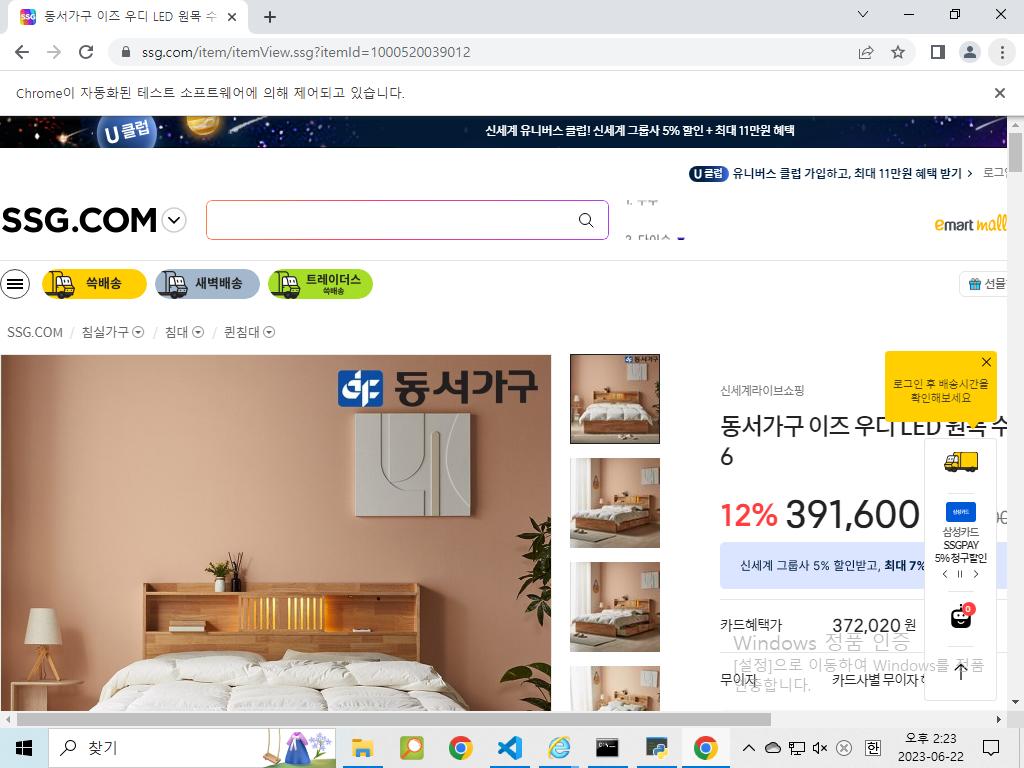 동서가구 이즈 우디 LED 원목 수
ssg.com/item/itemView.ssg?itemId=1000520039012
Chrome이 자동화된 테스트 소프트웨어에 의해 제어되고 있습니다.
U 클럽
신세계 유니버스 클럽! 신세계 그룹사 5% 할인 + 최대 11만원 혜택
U 클럽 유니버스 클럽 가입하고, 최대 11만원 혜택 받기 >
로그인
SSG.COM
emart mall
쓱배송
새벽배송
트레이더스
쓱배송
선물
SSG.COM / 침실가구 / 침대 / 퀸침대
동서가구
로그인 후 배송시간을
확인해보세요
신세계라이브쇼핑
동서가구 이즈 우디 LED 원목 수
6
12% 391,600
신세계 그룹사 5% 할인받고, 최대 7%
삼성카드
삼성카드
SSGPAY
5% 청구할인
0
카드혜택가 372,020 원
무이자 카드사별 무이자
Windows 정품 인증
[설정]으로 이동하여 Windows를 정품
인증합니다.
찾기
한
오후 2:23
2023-06-22